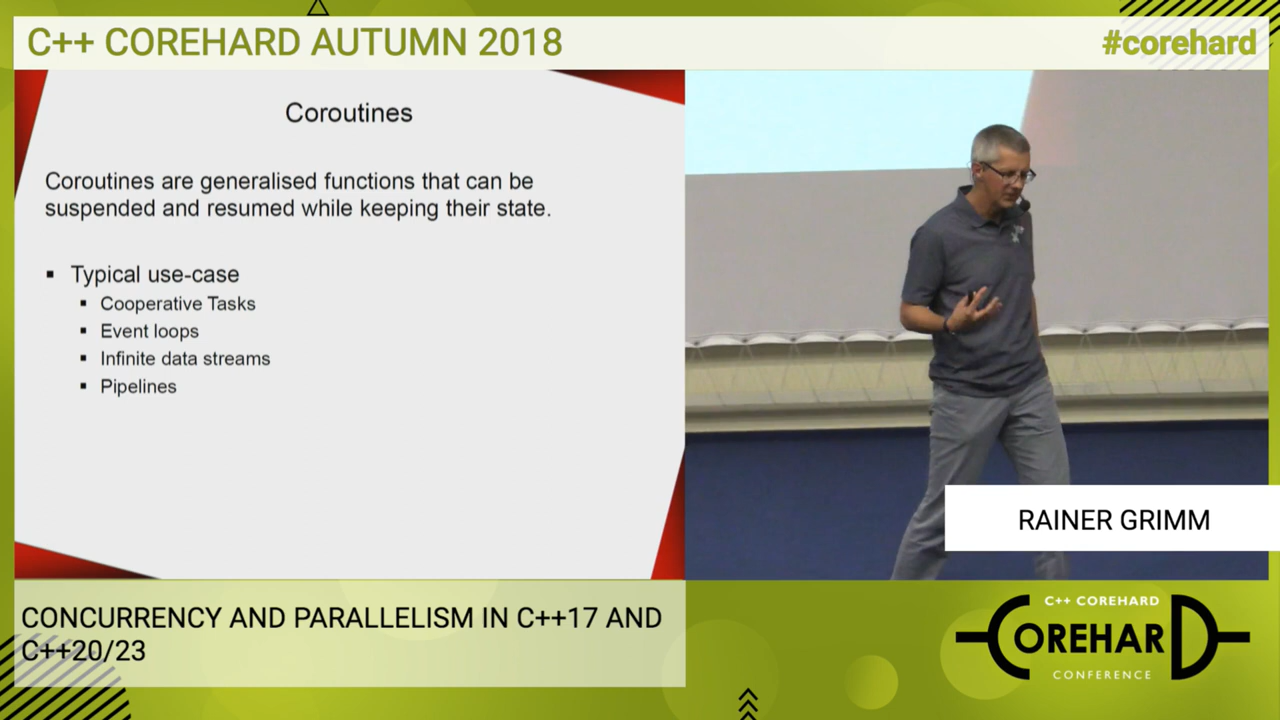 C++ COREHARD AUTUMN 2018
#corehard
Coroutines
Coroutines are generalised functions that can be
suspended and resumed while keeping their state.
▪ Typical use-case
▪ Cooperative Tasks
▪ Event loops
▪ Infinite data streams
▪ Pipelines
RAINER GRIMM
CONCURRENCY AND PARALLELISM IN C++17 AND
C++20/23
C++ COREHARD
COREHARD
CONFERENCE